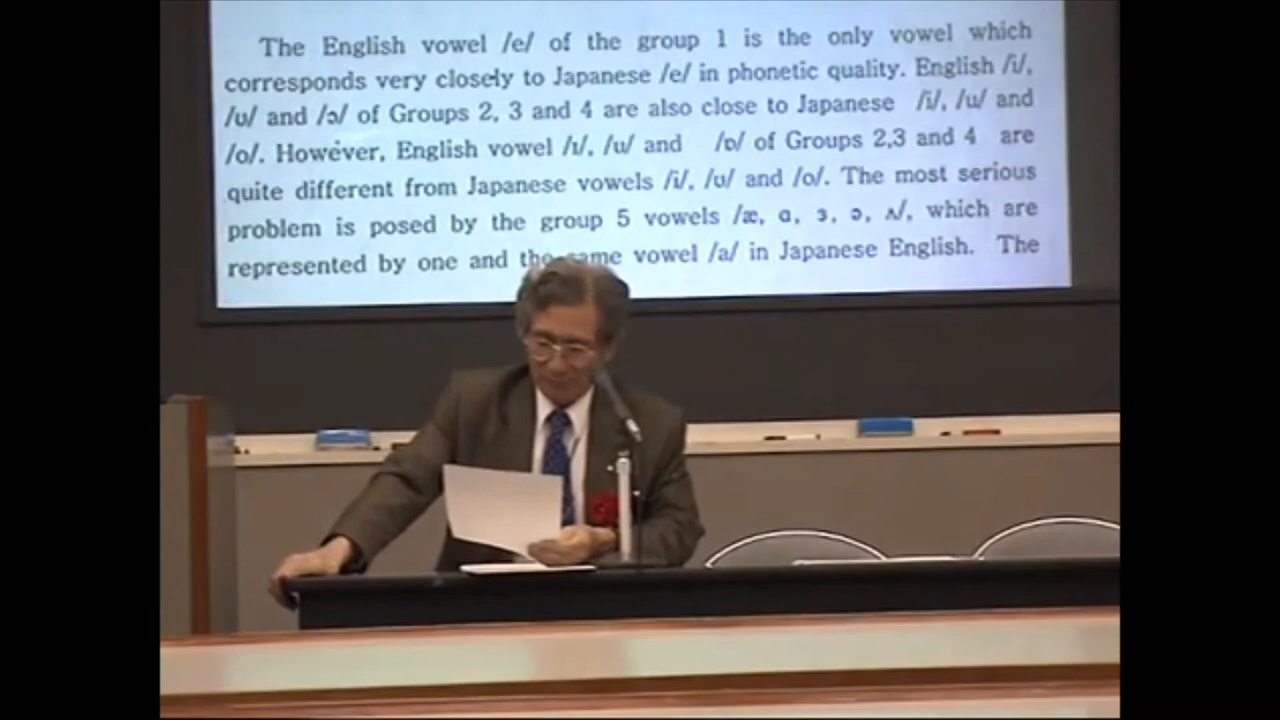 The English vowel /e/ of the group 1 is the only vowel which
corresponds very closely to Japanese /e/ in phonetic quality. English /i/,
/ʊ/ and /ɔ/ of Groups 2, 3 and 4 are also close to Japanese /i/, /u/ and
/o/. However, English vowel /ɪ/, /u/ and /ɒ/ of Groups 2,3 and 4 are
quite different from Japanese vowels /i/, /ʊ/ and /o/. The most serious
problem is posed by the group 5 vowels /æ, ɑ, ɜ, ə, ʌ/, which are
represented by one and the same vowel /a/ in Japanese English. The